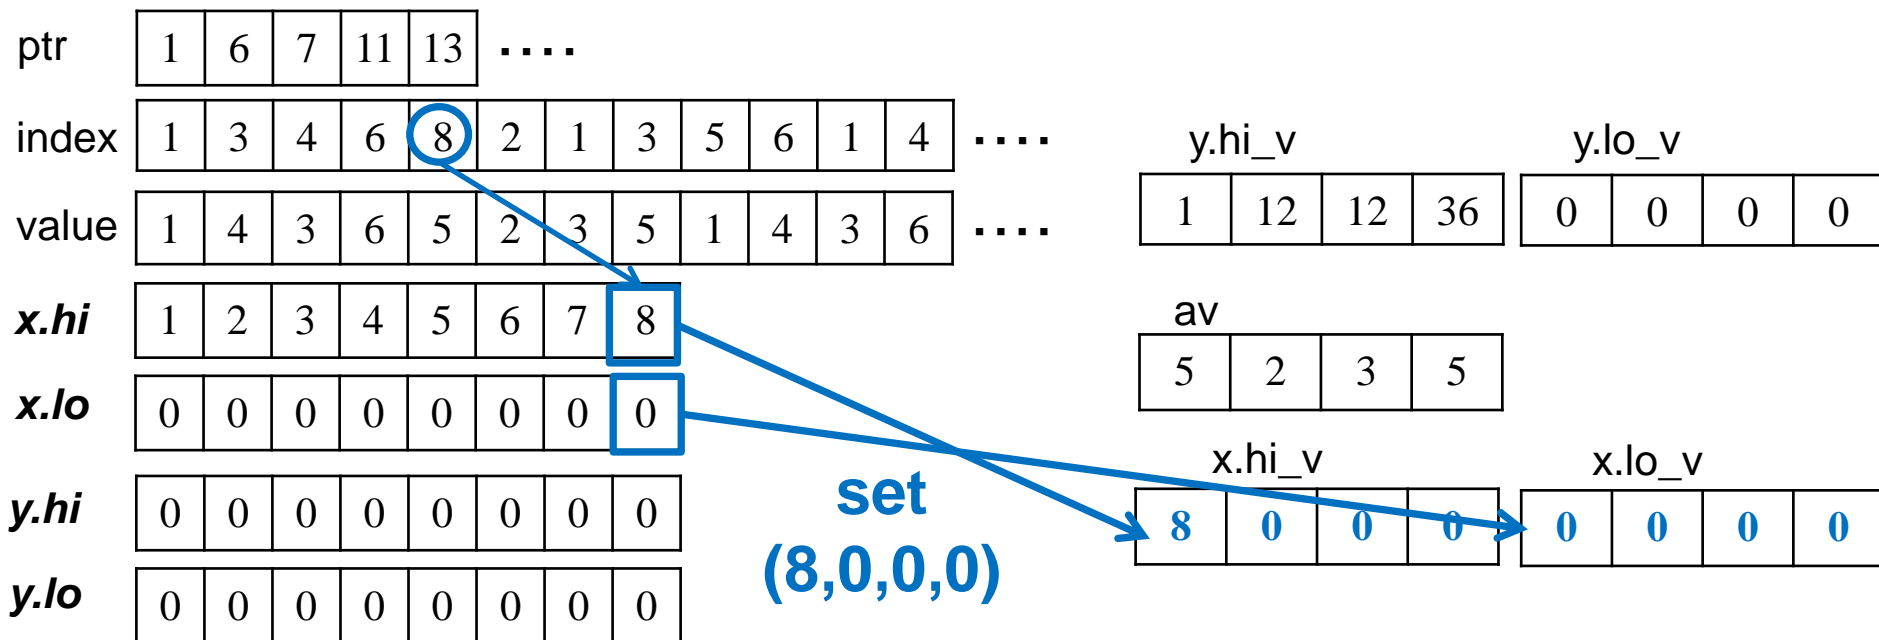 ptr 1 6 7 11 13 ....
index 1 3 4 6 8 2 1 3 5 6 1 4 ....
value 1 4 3 6 5 2 3 5 1 4 3 6 ....
x.hi 1 2 3 4 5 6 7 8
x.lo 0 0 0 0 0 0 0 0
y.hi 0 0 0 0 0 0 0 0
y.lo 0 0 0 0 0 0 0 0
set
(8,0,0,0)
y.hi_v y.lo_v
1 12 12 36 0 0 0 0
av
5 2 3 5
x.hi_v x.lo_v
8 0 0 0 0 0 0 0